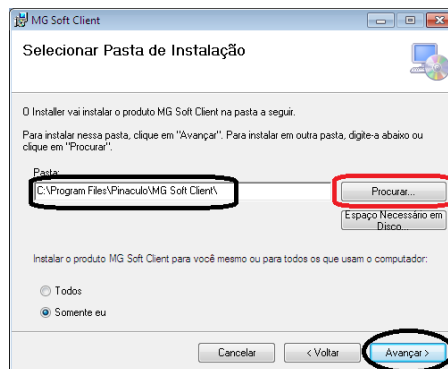 MG Soft Client
Selecionar Pasta de Instalação
O Installer vai instalar o produto MG Soft Client na pasta a seguir.
Para instalar nessa pasta, clique em "Avançar". Para instalar em outra pasta, digite-a abaixo ou
clique em "Procurar".
Pasta:
C:\Program Files\Pinaculo\MG Soft Client\
Procurar...
Espaço Necessário em
Disco...
Instalar o produto MG Soft Client para você mesmo ou para todos os que usam o computador:
Todos
Somente eu
Cancelar
< Voltar
Avançar >